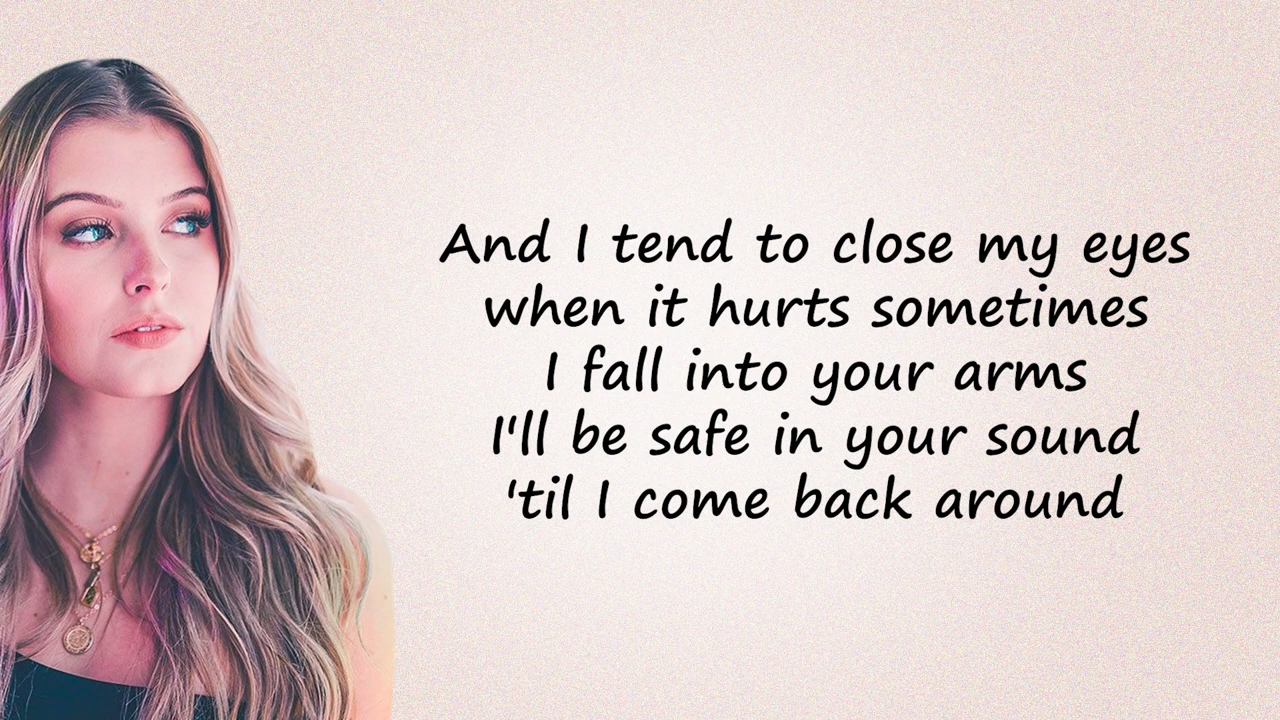 And I tend to close my eyes
when it hurts sometimes
I fall into your arms
I'll be safe in your sound
'til I come back around